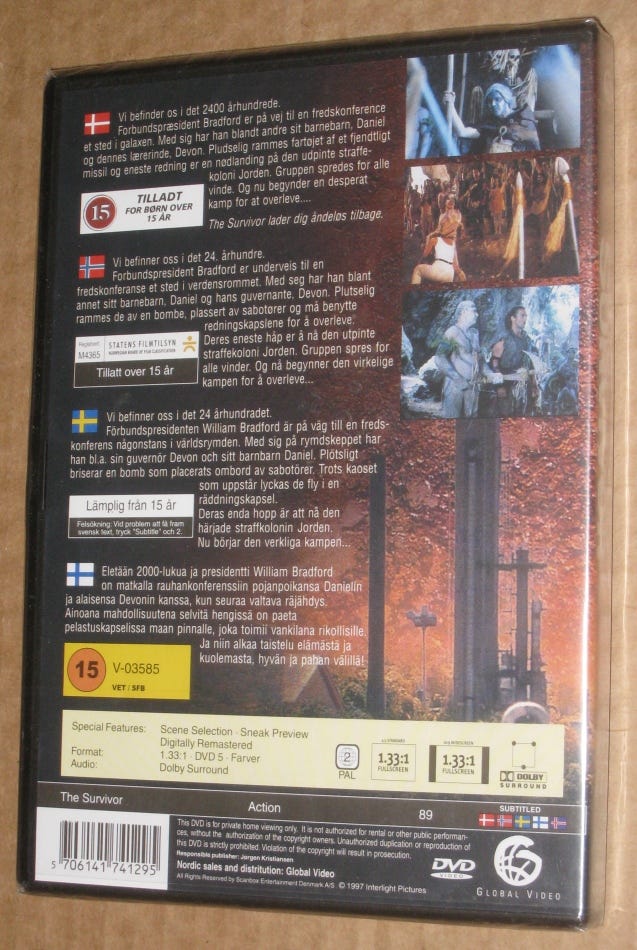 Vi befinder os i det 2400 århundrede.
Forbundspræsident Bradford er på vej til en fredskonference
et sted i galaxen. Med sig har han blandt andre sit barnebarn, Daniel
og dennes lærerinde, Devon. Pludselig rammes fartøjet af et fjendtligt
missil og eneste redning er en nødlanding på den udpinte straffe-
koloni Jorden. Gruppen spredes for alle
vinde. Og nu begynder en desperat
kamp for at overleve....
The Survivor lader dig åndeløs tilbage.
15
TILLADT
FOR BØRN OVER
15 ÅR
Vi befinner oss i det 24. århundre.
Forbundspresident Bradford er underveis til en
fredskonferanse et sted i verdensrommet. Med seg har han blant
annet sitt barnebarn, Daniel og hans guvernante, Devon. Plutselig
rammes de av en bombe, plassert av sabotører og må benytte
redningskapslene for å overleve.
Deres eneste håp er å nå den utpinte
straffekoloni Jorden. Gruppen spres for
alle vinder. Og nå begynner den virkelige
kampen for å overleve...
Registrert
M4365
STATENS FILMTILSYN
NORWEGIAN BOARD OF FILM CLASSIFICATION
Tillatt over 15 år
Vi befinner oss i det 24 århundradet.
Förbundspresidenten William Bradford är på väg till en freds-
konferens någonstans i världsrymden. Med sig på rymdskeppet har
han bl.a. sin guvernör Devon och sitt barnbarn Daniel. Plötsligt
briserar en bomb som placerats ombord av sabotörer. Trots kaoset
som uppstår lyckas de fly i en
räddningskapsel.
Deras enda hopp är att nå den
härjade straffkolonin Jorden.
Nu börjar den verkliga kampen...
Lämplig från 15 år
Felsökning: Vid problem att få fram
svensk text, tryck "Subtitle" och 2.
Eletään 2000-lukua ja presidentti William Bradford
on matkalla rauhankonferenssiin pojanpoikansa Danielin
ja alaisensa Devonin kanssa, kun seuraa valtava räjähdys.
Ainoana mahdollisuutena selvitä hengissä on paeta
pelastuskapselissa maan pinnalle, joka toimii vankilana rikollisille.
Ja niin alkaa taistelu elämästä ja
kuolemasta, hyvän ja pahan välillä!
15
V-03585
VET / SFB
Special Features: Scene Selection · Sneak Preview
Digitally Remastered
Format: 1.33:1 · DVD 5 · Farver
Audio: Dolby Surround
2
PAL
4:3 STANDARD
1.33:1
FULLSCREEN
16:9 WIDESCREEN
1.33:1
FULLSCREEN
DOLBY
SURROUND
The Survivor
Action
89
SUBTITLED
5 706141 741295
This DVD is for private home viewing only. It is not authorized for rental or other public performan-
ces, without the authorization of the copyright owners. Unauthorized duplication or reproduction of
this DVD is strictly prohibited. Violation of the copyright will result in prosecution.
Responsible publisher: Jørgen Kristiansen
Nordic sales and distritution: Global Video
All Rights Reserved by Scanbox Entertainment Denmark A/S © 1997 Interlight Pictures
DVD
VIDEO
GLOBAL VIDEO